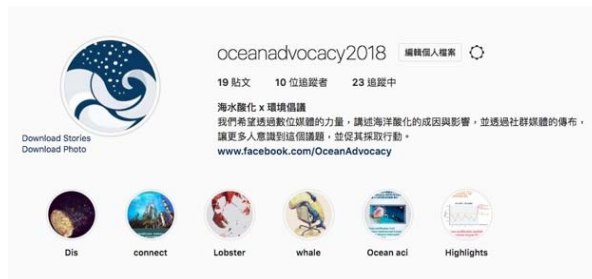 oceanadvocacy2018 編輯個人檔案
19 貼文 10 位追蹤者 23 追蹤中
海水酸化 x 環境倡議
我們希望透過數位媒體的力量，講述海洋酸化的成因與影響，並透過社群媒體的傳布，
讓更多人意識到這個議題，並促其採取行動。
www.facebook.com/OceanAdvocacy
Download Stories
Download Photo
Dis connect Lobster whale Ocean aci Highlights